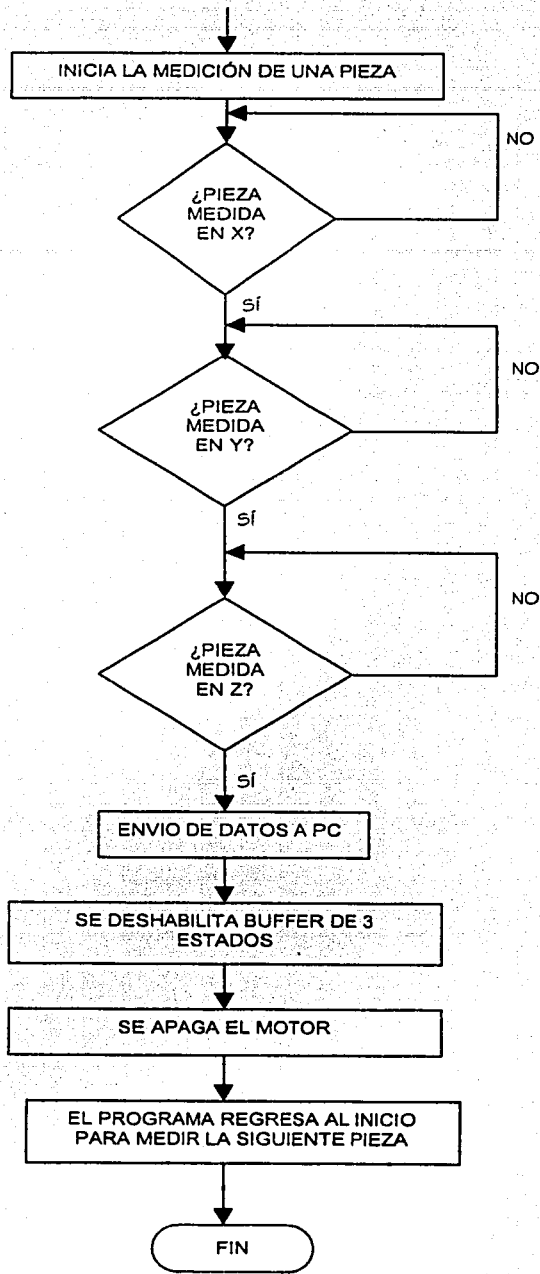 INICIA LA MEDICIÓN DE UNA PIEZA
NO
¿PIEZA
MEDIDA
EN X?
SÍ
NO
¿PIEZA
MEDIDA
EN Y?
SÍ
NO
¿PIEZA
MEDIDA
EN Z?
SÍ
ENVIO DE DATOS A PC
SE DESHABILITA BUFFER DE 3
ESTADOS
SE APAGA EL MOTOR
EL PROGRAMA REGRESA AL INICIO
PARA MEDIR LA SIGUIENTE PIEZA
FIN